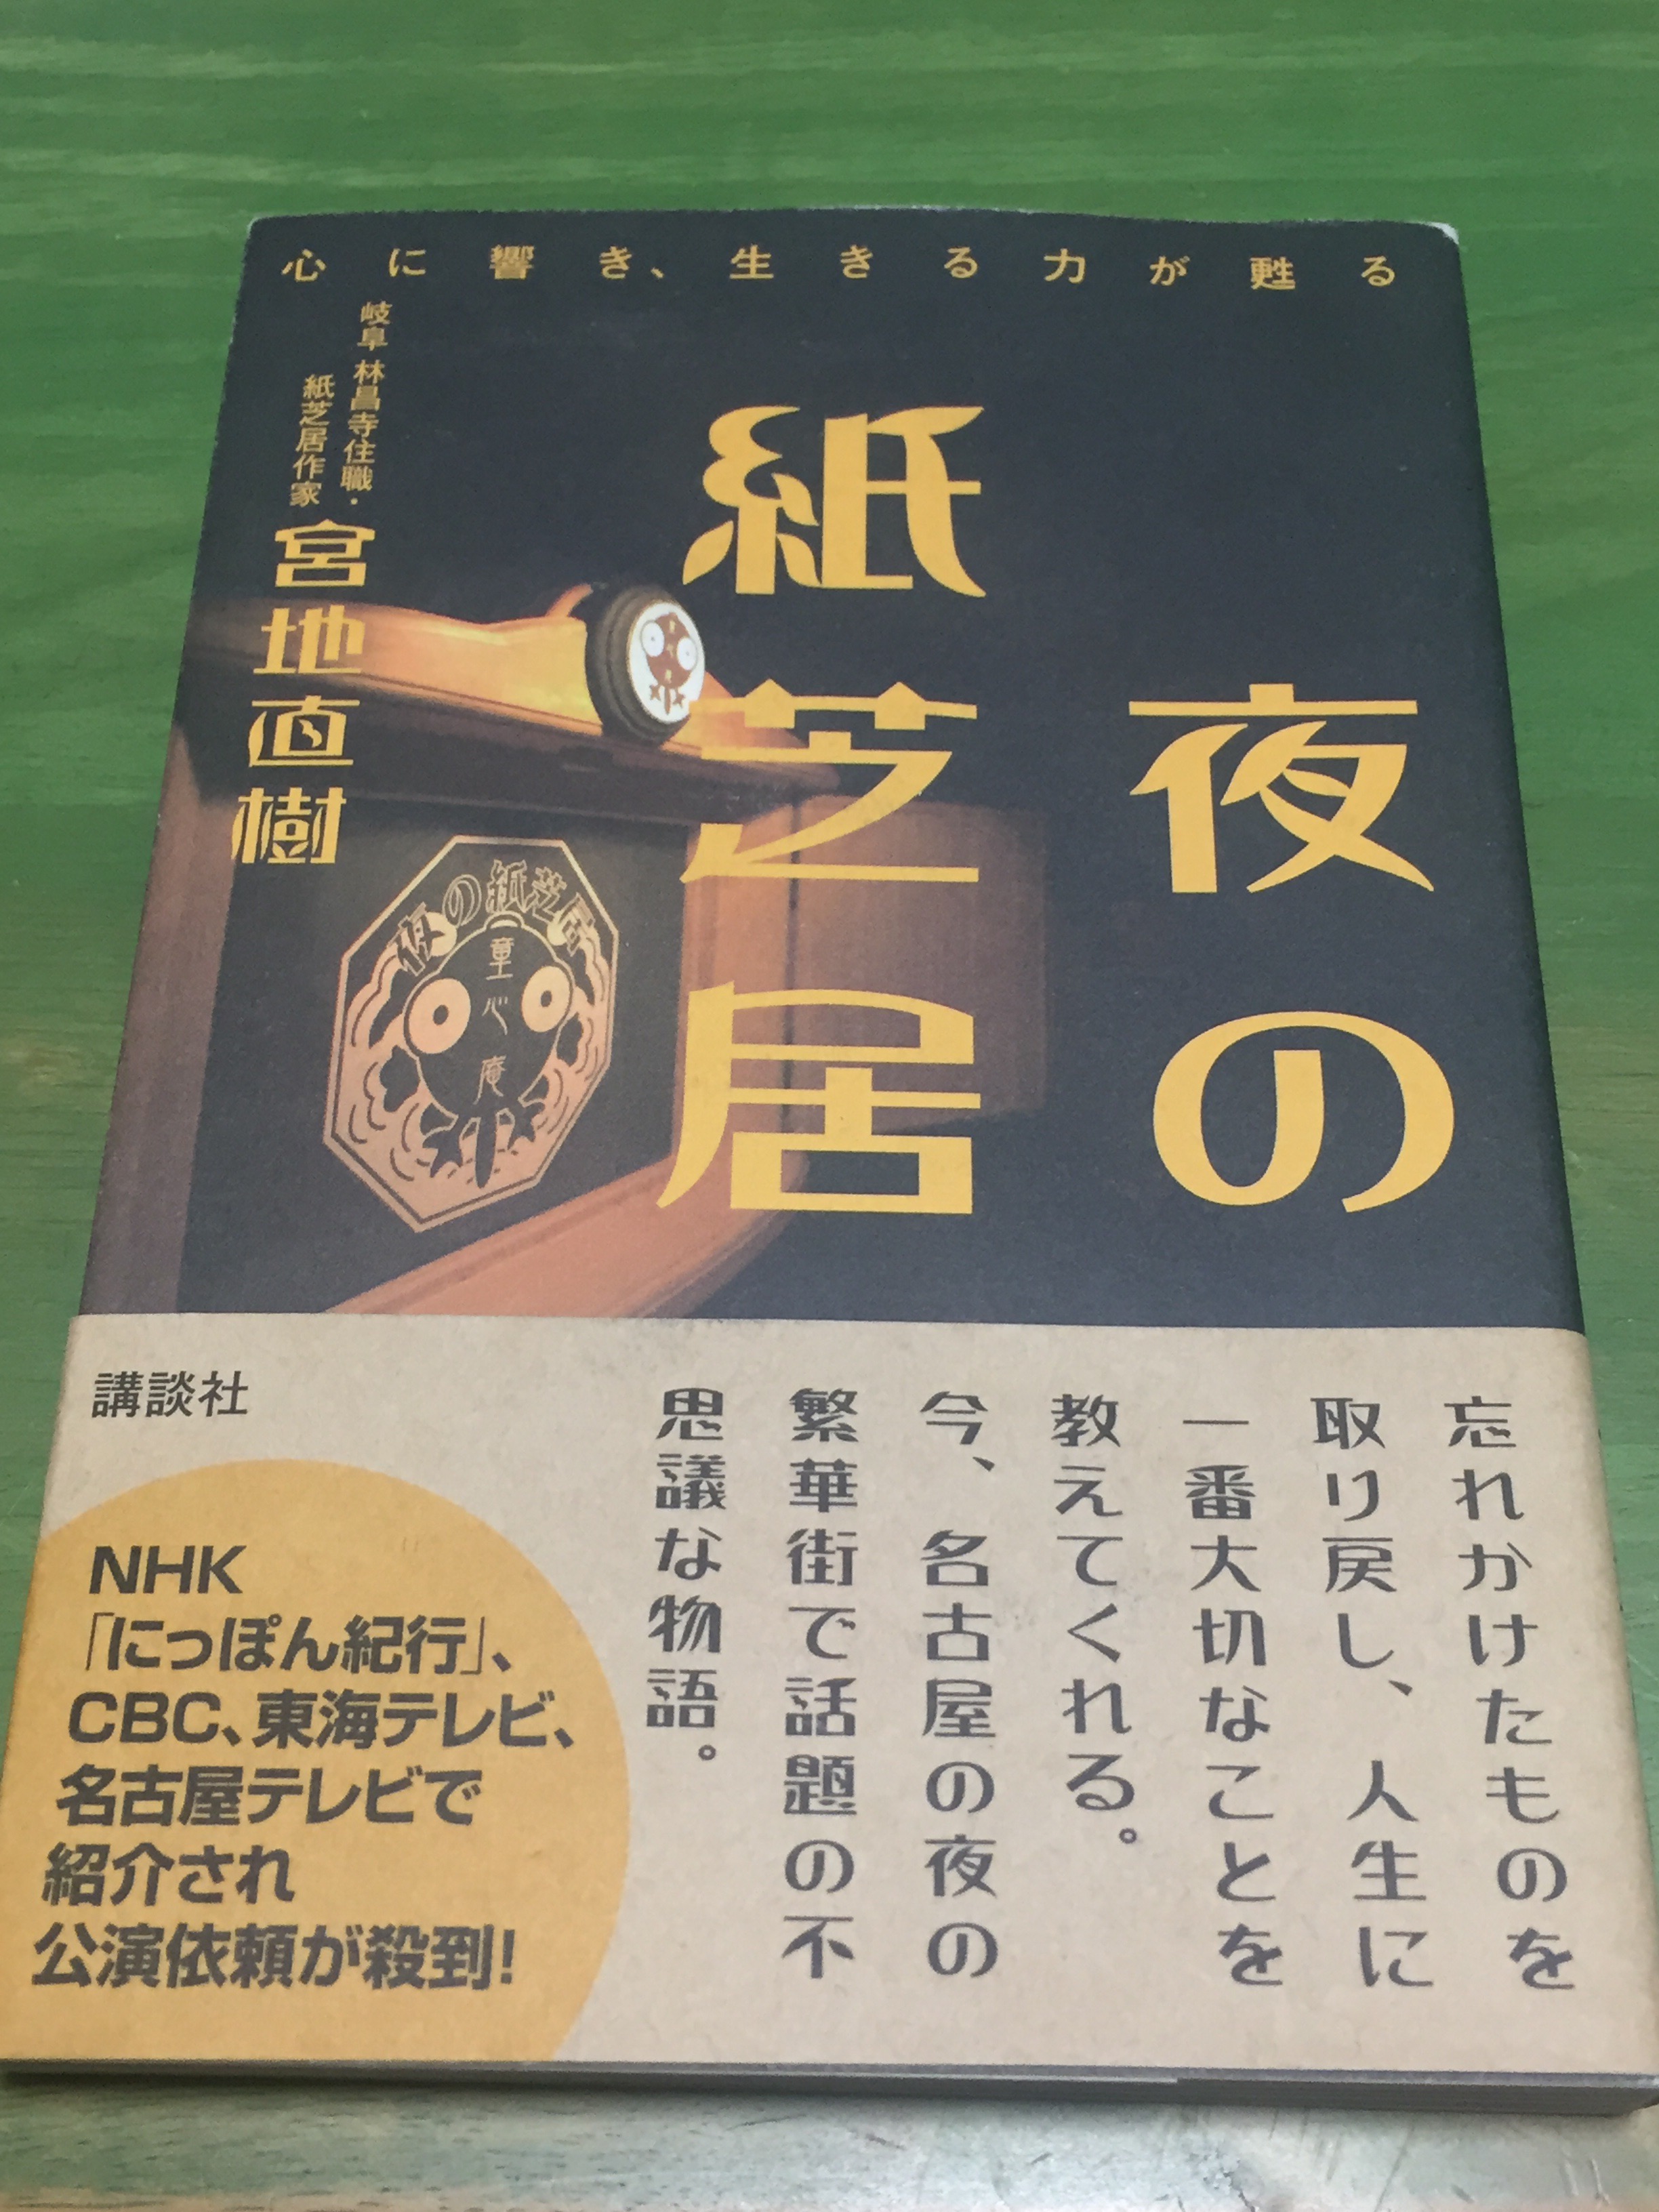 心に響き、生きる力が甦る
夜の
紙芝居
岐阜 林昌寺住職・
紙芝居作家
宮地直樹
夜の紙芝居
童心庵
忘れかけたものを
取り戻し、人生に
一番大切なことを
教えてくれる。
今、名古屋の夜の
繁華街で話題の不
思議な物語。
講談社
NHK
「にっぽん紀行」、
CBC、東海テレビ、
名古屋テレビで
紹介され
公演依頼が殺到!